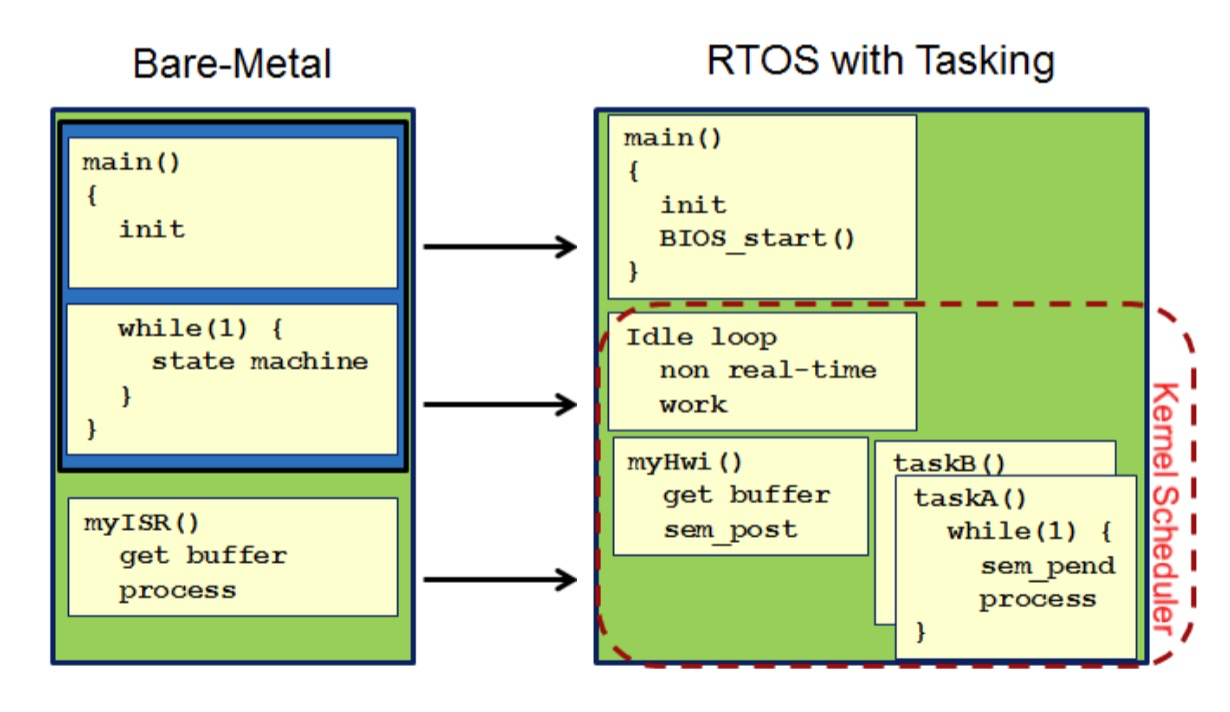 Bare-Metal
main()
{
init
while(1) {
state machine
}
}
myISR()
get buffer
process
RTOS with Tasking
main()
{
init
BIOS_start()
}
Idle loop
non real-time
work
myHwi()
get buffer
sem_post
taskB()
taskA()
while(1) {
sem_pend
process
}
Kernel Scheduler